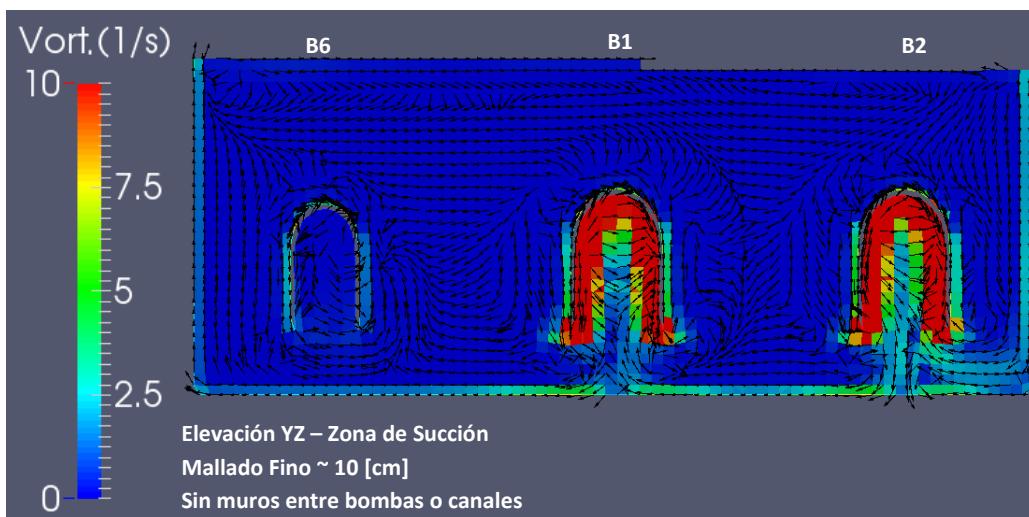 Vort.(1/s)
B6
B1
B2
10
7.5
5
2.5
0
Elevación YZ – Zona de Succión
Mallado Fino ~ 10 [cm]
Sin muros entre bombas o canales